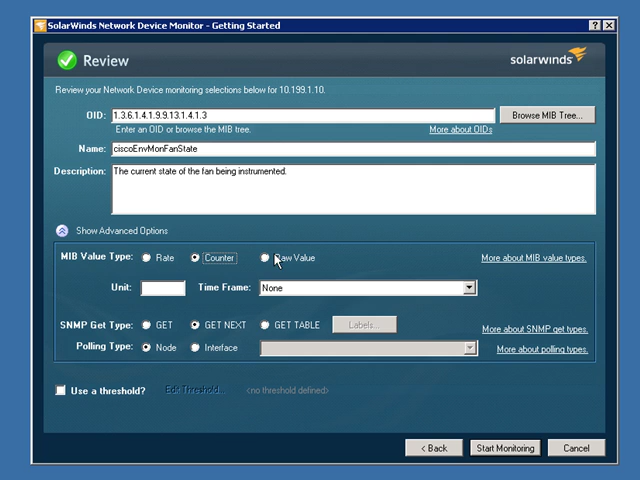 SolarWinds Network Device Monitor - Getting Started
Review
solarwinds
Review your Network Device monitoring selections below for 10.199.1.10.
OID: 1.3.6.1.4.1.9.9.13.1.4.1.3 Browse MIB Tree...
Enter an OID or browse the MIB tree. More about OIDs
Name: ciscoEnvMonFanState
Description: The current state of the fan being instrumented.
Show Advanced Options
MIB Value Type: Rate Counter Raw Value More about MIB value types.
Unit: Time Frame: None
SNMP Get Type: GET GET NEXT GET TABLE Labels... More about SNMP get types.
Polling Type: Node Interface More about polling types.
Use a threshold? Edit Threshold... <no threshold defined>
< Back Start Monitoring Cancel